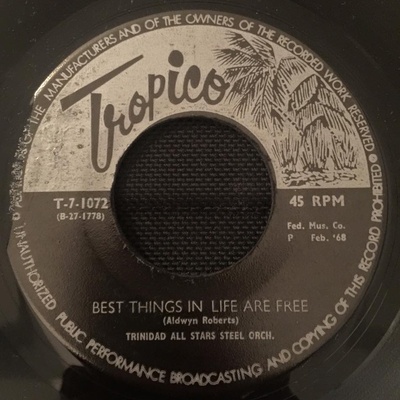 THE MANUFACTURERS AND OF THE OWNERS OF THE RECORDED WORK RESERVED
UNAUTHORIZED PUBLIC PERFORMANCE BROADCASTING AND COPYING OF THIS RECORD PROHIBITED
Tropico
T-7-1072
(B-27-1778)
45 RPM
Fed. Mus. Co.
P Feb. '68
BEST THINGS IN LIFE ARE FREE
(Aldwyn Roberts)
TRINIDAD ALL STARS STEEL ORCH.